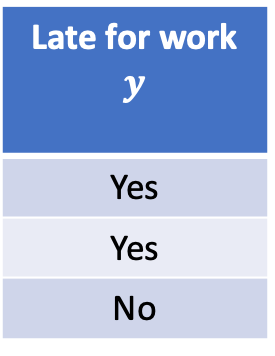 Late for work
y
Yes
Yes
No